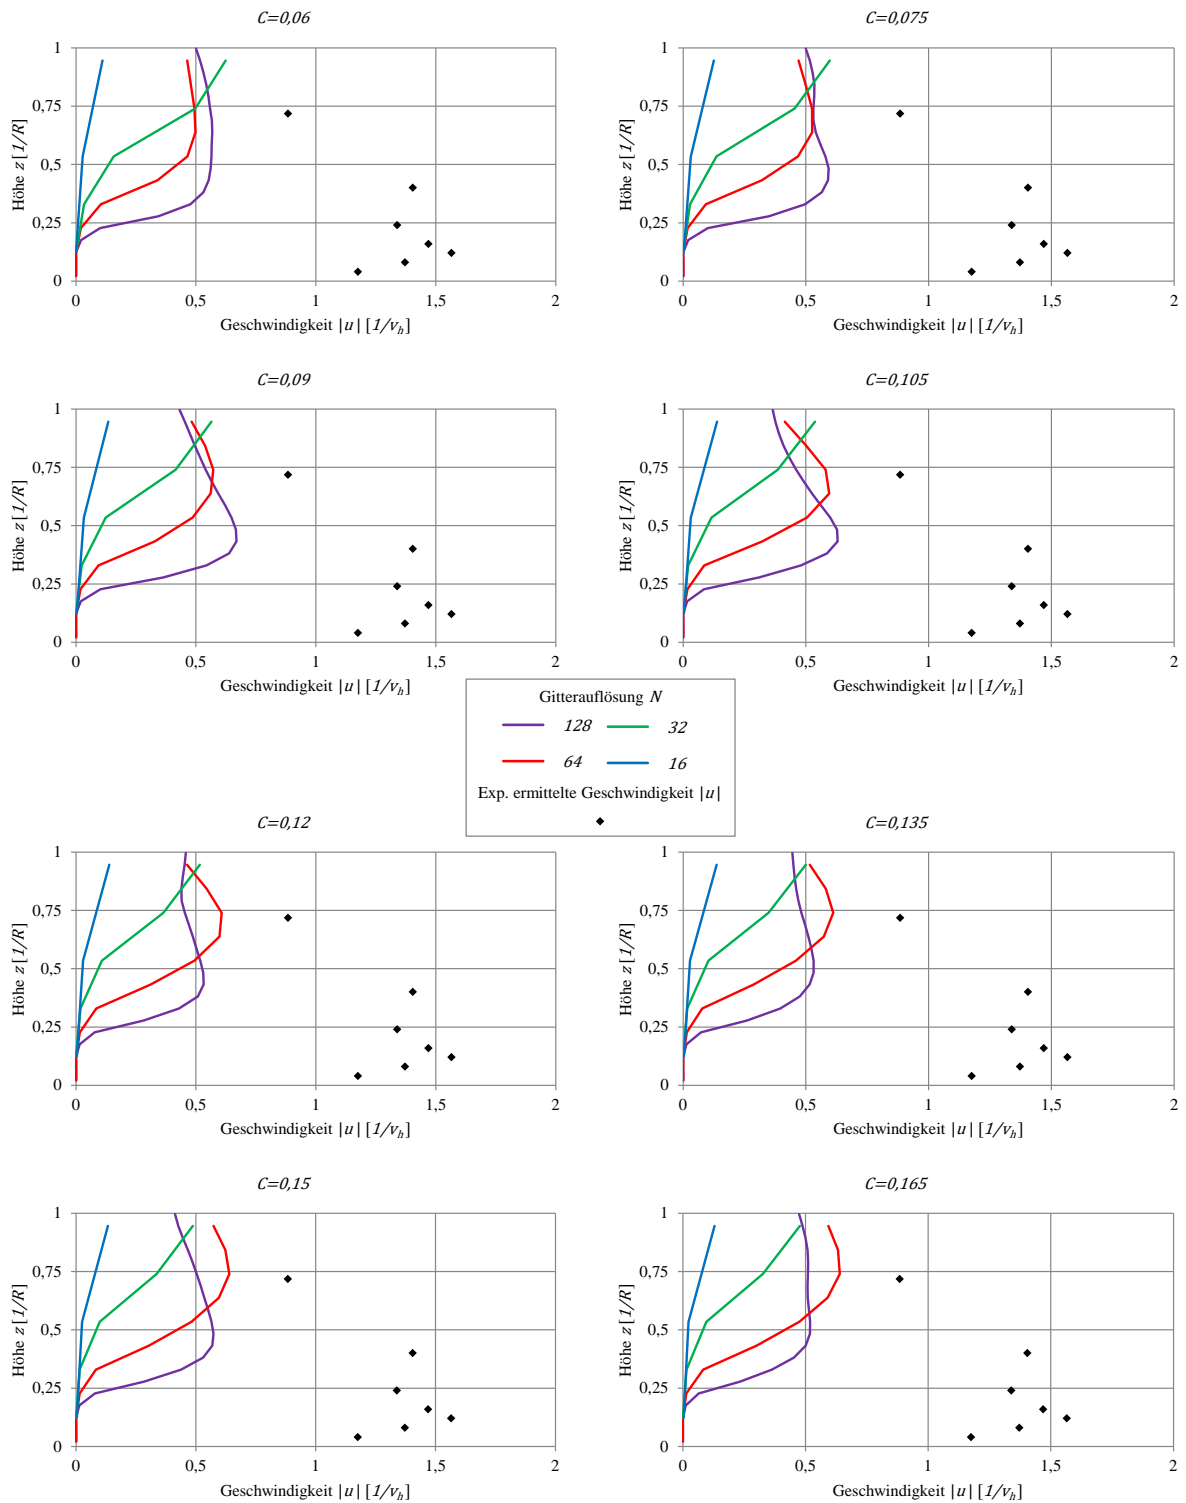 C=0,06
1
0,75
0,5
0,25
0
Höhe z [1/R]
0 0,5 1 1,5 2
Geschwindigkeit |u| [1/v_h]
C=0,075
1
0,75
0,5
0,25
0
Höhe z [1/R]
0 0,5 1 1,5 2
Geschwindigkeit |u| [1/v_h]
C=0,09
1
0,75
0,5
0,25
0
Höhe z [1/R]
0 0,5 1 1,5 2
Geschwindigkeit |u| [1/v_h]
C=0,105
1
0,75
0,5
0,25
0
Höhe z [1/R]
0 0,5 1 1,5 2
Geschwindigkeit |u| [1/v_h]
Gitterauflösung N
128 32
64 16
Exp. ermittelte Geschwindigkeit |u|
C=0,12
1
0,75
0,5
0,25
0
Höhe z [1/R]
0 0,5 1 1,5 2
Geschwindigkeit |u| [1/v_h]
C=0,135
1
0,75
0,5
0,25
0
Höhe z [1/R]
0 0,5 1 1,5 2
Geschwindigkeit |u| [1/v_h]
C=0,15
1
0,75
0,5
0,25
0
Höhe z [1/R]
0 0,5 1 1,5 2
Geschwindigkeit |u| [1/v_h]
C=0,165
1
0,75
0,5
0,25
0
Höhe z [1/R]
0 0,5 1 1,5 2
Geschwindigkeit |u| [1/v_h]